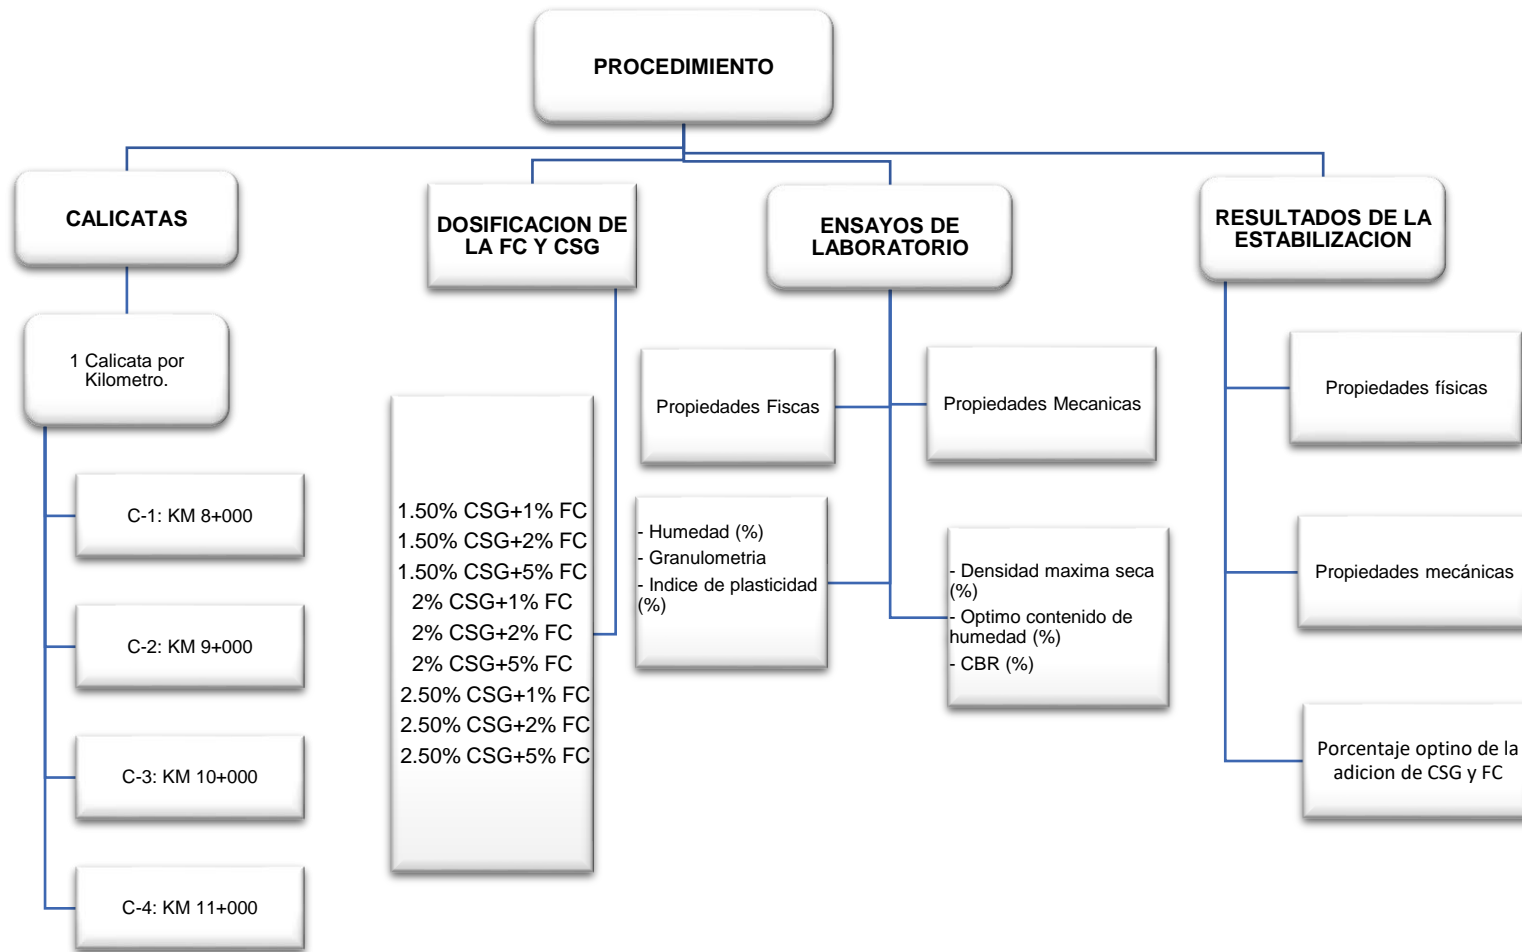 PROCEDIMIENTO
CALICATAS
DOSIFICACION DE
LA FC Y CSG
ENSAYOS DE
LABORATORIO
RESULTADOS DE LA
ESTABILIZACION
1 Calicata por
Kilometro.
C-1: KM 8+000
C-2: KM 9+000
C-3: KM 10+000
C-4: KM 11+000
1.50% CSG+1% FC
1.50% CSG+2% FC
1.50% CSG+5% FC
2% CSG+1% FC
2% CSG+2% FC
2% CSG+5% FC
2.50% CSG+1% FC
2.50% CSG+2% FC
2.50% CSG+5% FC
Propiedades Fiscas
- Humedad (%)
- Granulometria
- Indice de plasticidad
(%)
Propiedades Mecanicas
- Densidad maxima seca
(%)
- Optimo contenido de
humedad (%)
- CBR (%)
Propiedades físicas
Propiedades mecánicas
Porcentaje optino de la
adicion de CSG y FC